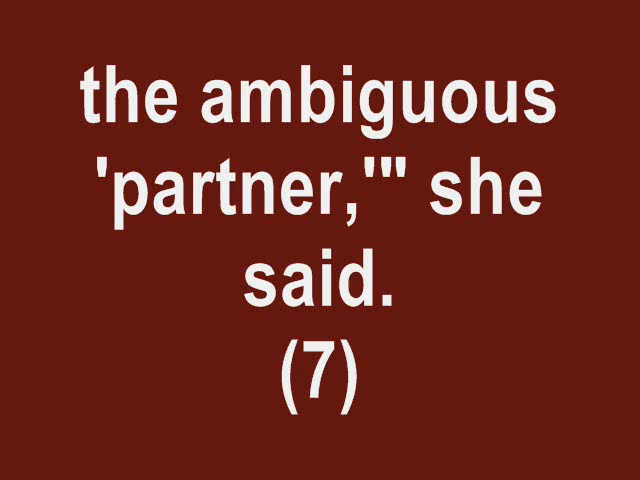 the ambiguous
'partner,'" she
said.
(7)